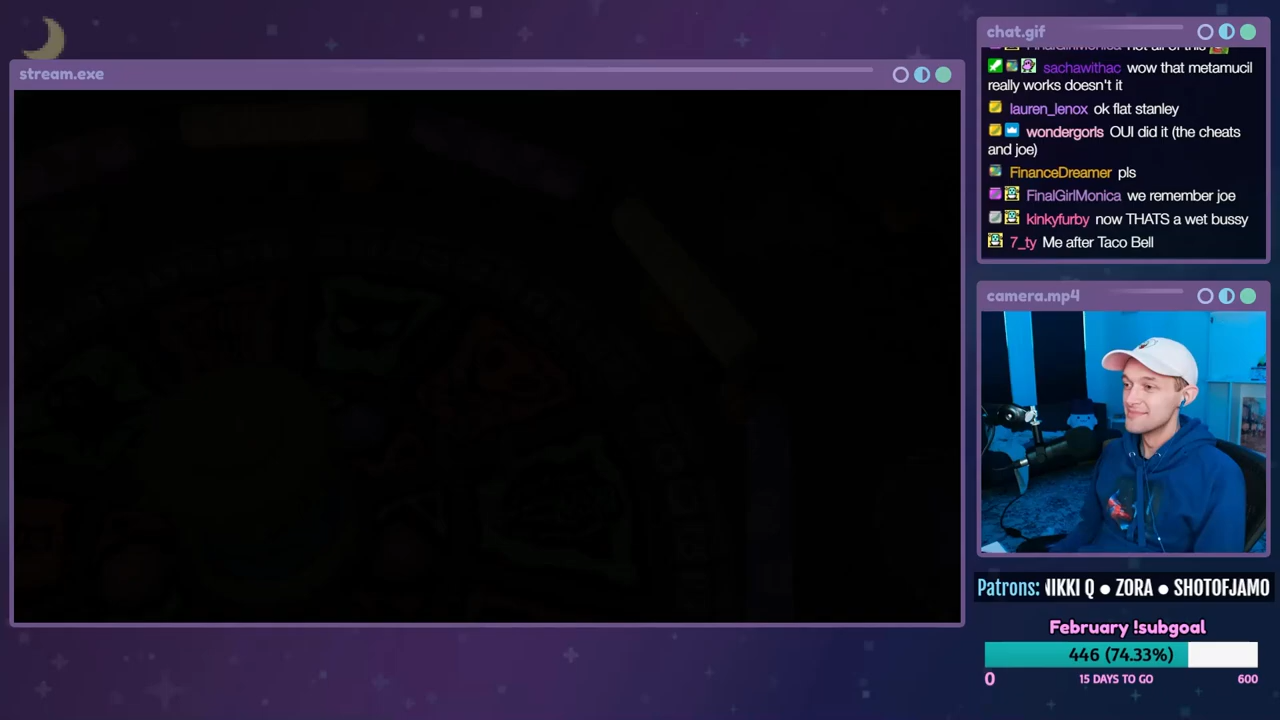 stream.exe
chat.gif
sachawithac wow that metamucil
really works doesn't it
lauren_lenox ok flat stanley
wondergorls OUI did it (the cheats
and joe)
FinanceDreamer pls
FinalGirlMonica we remember joe
kinkyfurby now THATS a wet bussy
7_ty Me after Taco Bell
camera.mp4
Patrons: NIKKI Q ● ZORA ● SHOTOFJAMO
February !subgoal
446 (74.33%)
0 15 DAYS TO GO 600